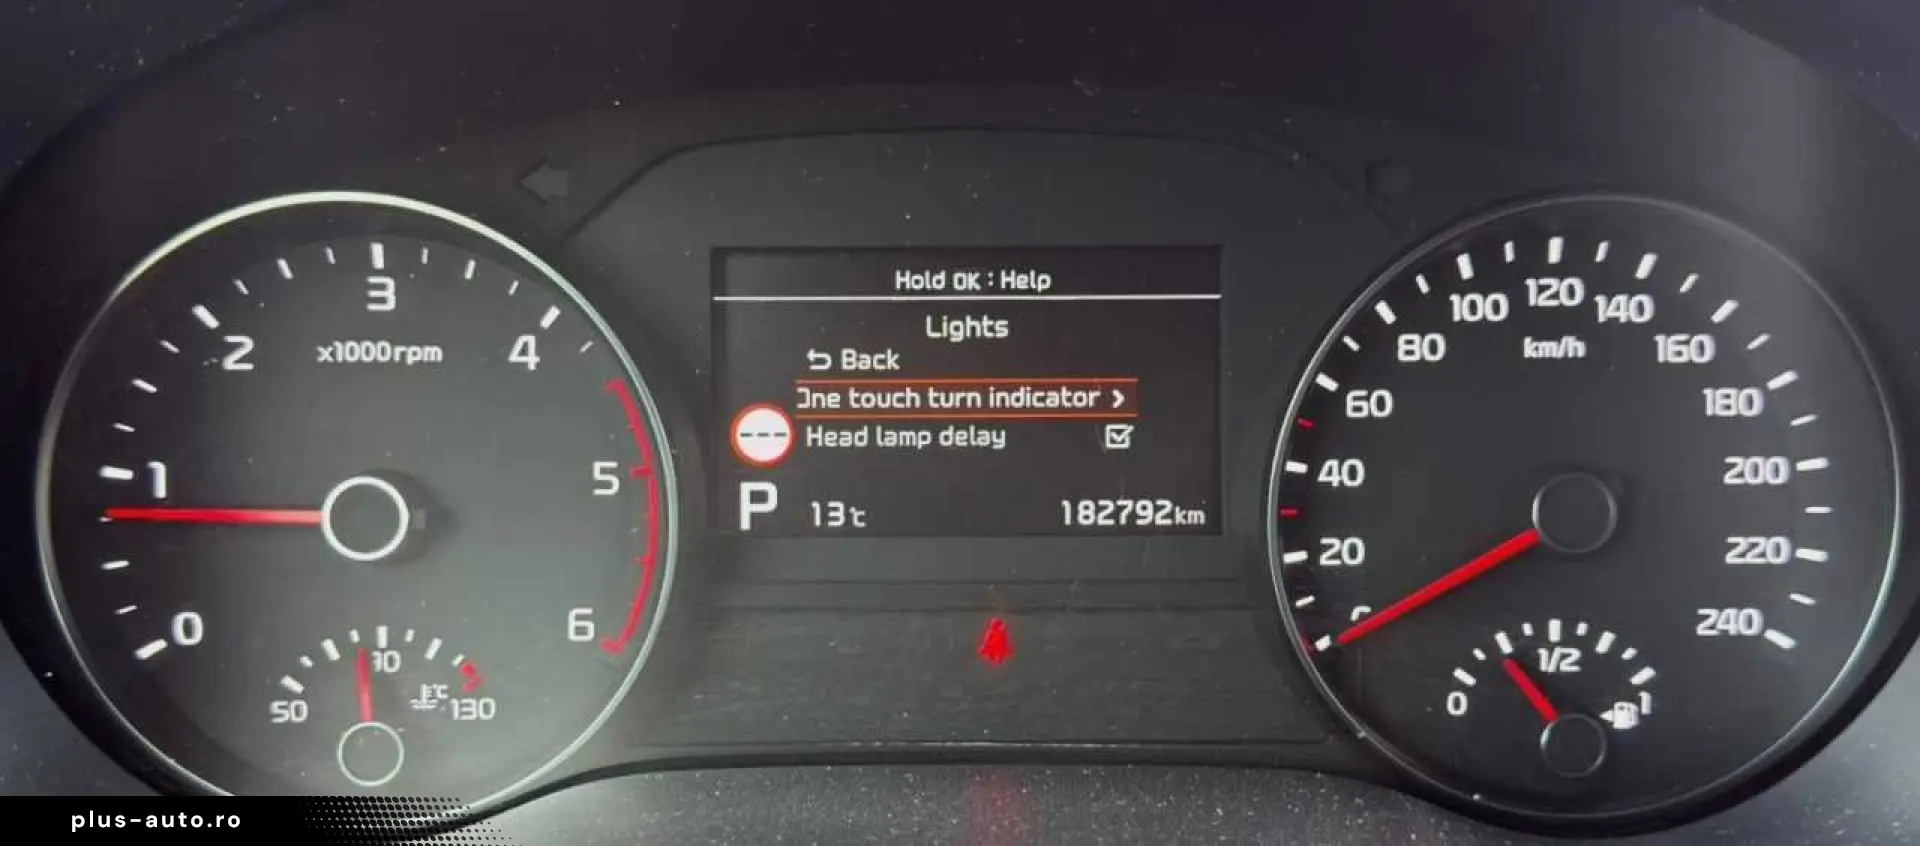 Hold OK : Help
Lights
Back
One touch turn indicator >
Head lamp delay
---
P 13℃ 182792km
0 1 2 3 4 5 6
x1000rpm
50 90 130
℃
0 20 40 60 80 100 120 140 160 180 200 220 240
km/h
0 1/2 1
plus-auto.ro